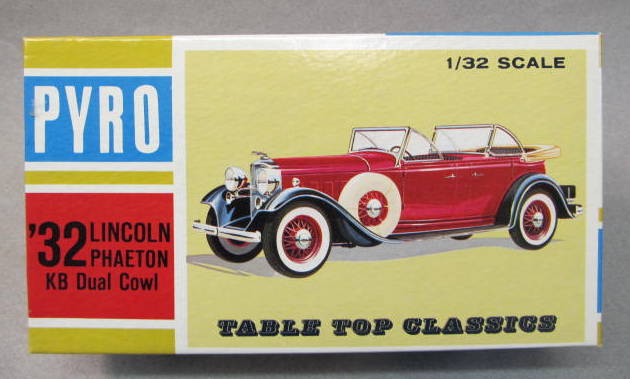 PYRO
'32 LINCOLN
PHAETON
KB Dual Cowl
1/32 SCALE
TABLE TOP CLASSICS